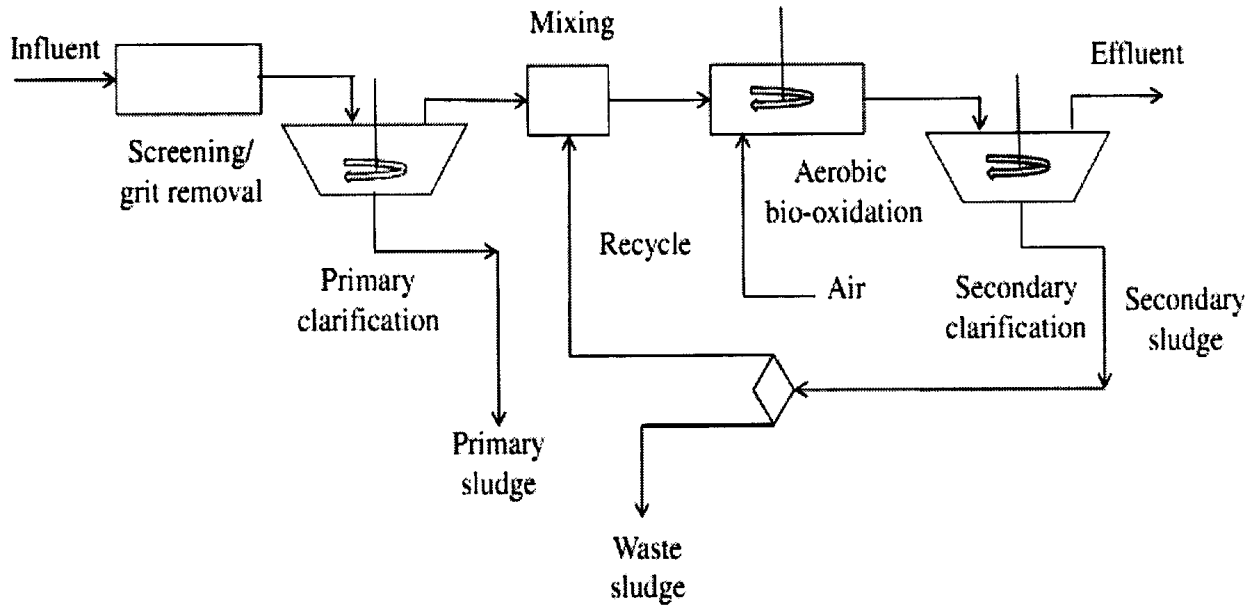 Influent
Screening/
grit removal
Primary
clarification
Primary
sludge
Mixing
Recycle
Aerobic
bio-oxidation
Air
Waste
sludge
Effluent
Secondary
clarification
Secondary
sludge